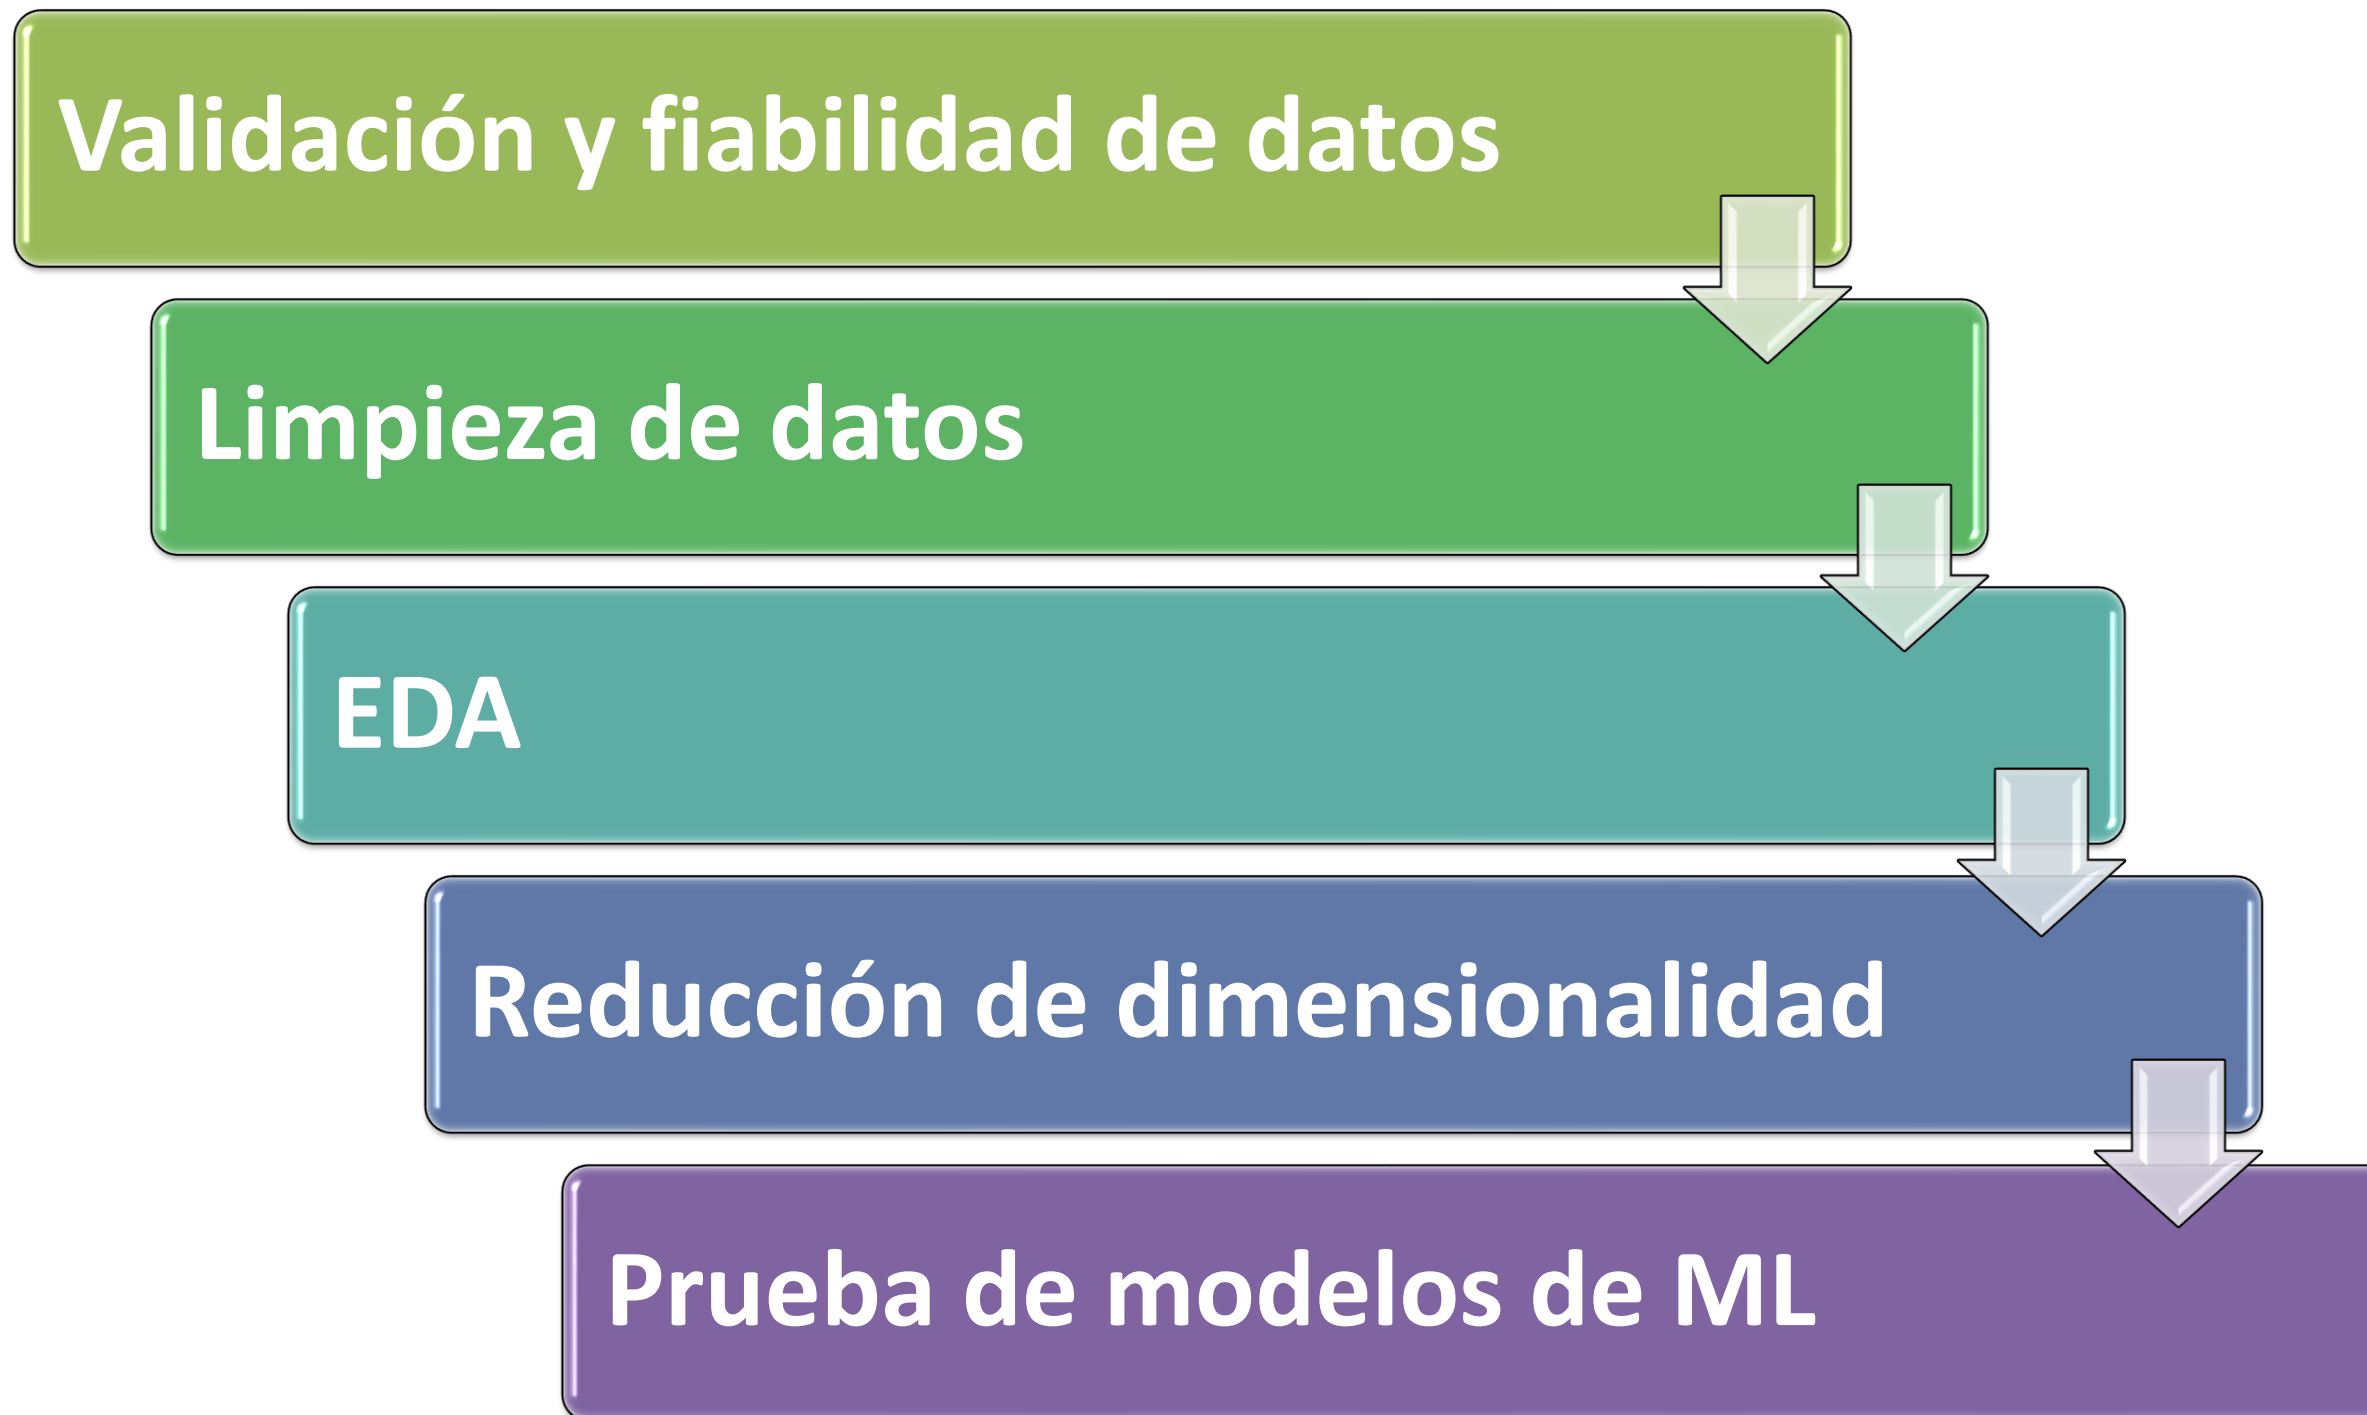 Validación y fiabilidad de datos
Limpieza de datos
EDA
Reducción de dimensionalidad
Prueba de modelos de ML